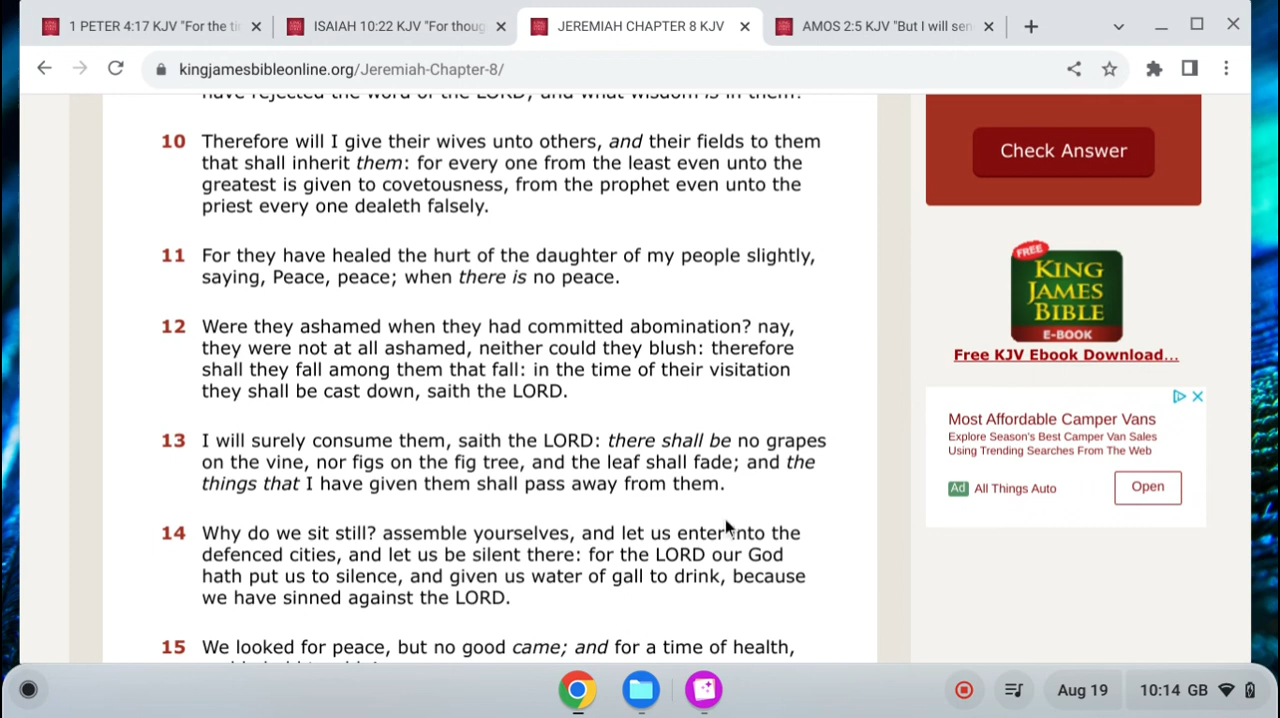 1 PETER 4:17 KJV "For the ti
ISAIAH 10:22 KJV "For thoug
JEREMIAH CHAPTER 8 KJV
AMOS 2:5 KJV "But I will sen
kingjamesbibleonline.org/Jeremiah-Chapter-8/
have rejected the word of the LORD; and what wisdom is in them?
10 Therefore will I give their wives unto others, and their fields to them
that shall inherit them: for every one from the least even unto the
greatest is given to covetousness, from the prophet even unto the
priest every one dealeth falsely.
11 For they have healed the hurt of the daughter of my people slightly,
saying, Peace, peace; when there is no peace.
12 Were they ashamed when they had committed abomination? nay,
they were not at all ashamed, neither could they blush: therefore
shall they fall among them that fall: in the time of their visitation
they shall be cast down, saith the LORD.
13 I will surely consume them, saith the LORD: there shall be no grapes
on the vine, nor figs on the fig tree, and the leaf shall fade; and the
things that I have given them shall pass away from them.
14 Why do we sit still? assemble yourselves, and let us enter into the
defenced cities, and let us be silent there: for the LORD our God
hath put us to silence, and given us water of gall to drink, because
we have sinned against the LORD.
15 We looked for peace, but no good came; and for a time of health,
Check Answer
FREE
KING
JAMES
BIBLE
E-BOOK
Free KJV Ebook Download...
Most Affordable Camper Vans
Explore Season's Best Camper Van Sales
Using Trending Searches From The Web
Ad All Things Auto
Open
Aug 19
10:14 GB